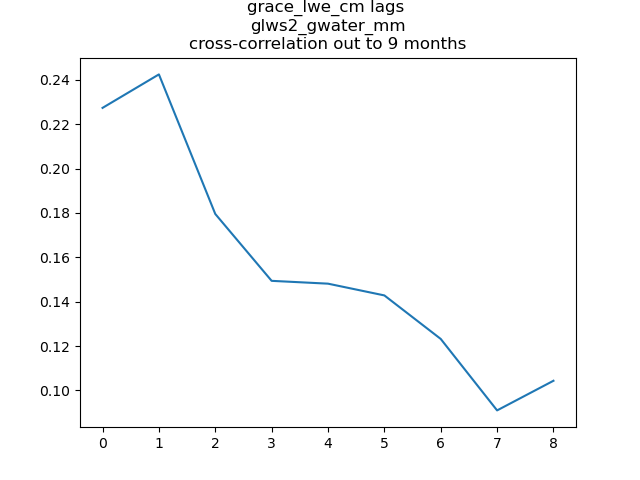 grace_lwe_cm lags
glws2_gwater_mm
cross-correlation out to 9 months
0.24
0.22
0.20
0.18
0.16
0.14
0.12
0.10
0 1 2 3 4 5 6 7 8